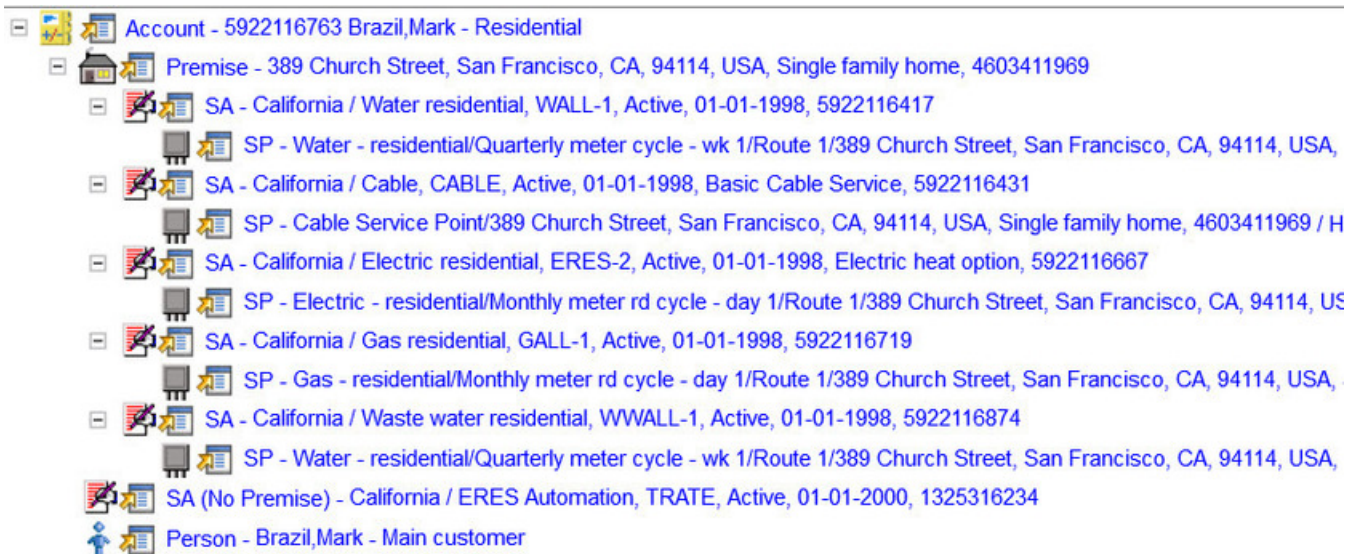 Account - 5922116763 Brazil,Mark - Residential
Premise - 389 Church Street, San Francisco, CA, 94114, USA, Single family home, 4603411969
SA - California / Water residential, WALL-1, Active, 01-01-1998, 5922116417
SP - Water - residential/Quarterly meter cycle - wk 1/Route 1/389 Church Street, San Francisco, CA, 94114, USA,
SA - California / Cable, CABLE, Active, 01-01-1998, Basic Cable Service, 5922116431
SP - Cable Service Point/389 Church Street, San Francisco, CA, 94114, USA, Single family home, 4603411969 / H
SA - California / Electric residential, ERES-2, Active, 01-01-1998, Electric heat option, 5922116667
SP - Electric - residential/Monthly meter rd cycle - day 1/Route 1/389 Church Street, San Francisco, CA, 94114, US
SA - California / Gas residential, GALL-1, Active, 01-01-1998, 5922116719
SP - Gas - residential/Monthly meter rd cycle - day 1/Route 1/389 Church Street, San Francisco, CA, 94114, USA,
SA - California / Waste water residential, WWALL-1, Active, 01-01-1998, 5922116874
SP - Water - residential/Quarterly meter cycle - wk 1/Route 1/389 Church Street, San Francisco, CA, 94114, USA,
SA (No Premise) - California / ERES Automation, TRATE, Active, 01-01-2000, 1325316234
Person - Brazil,Mark - Main customer